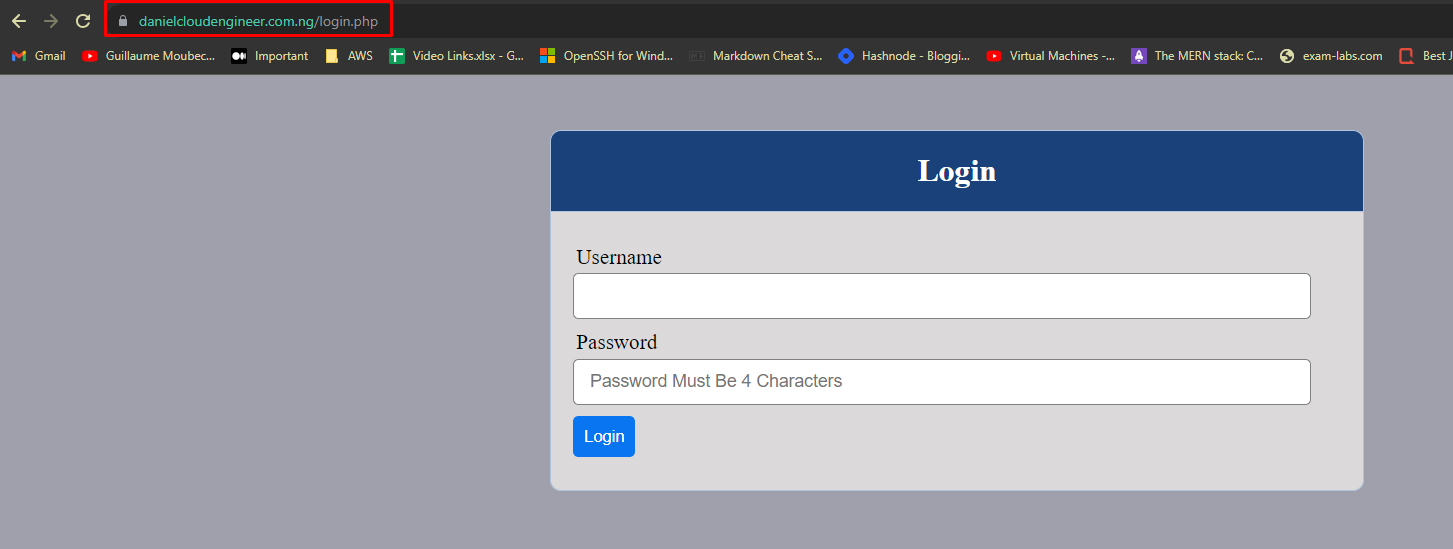 danielcloudengineer.com.ng/login.php
Gmail Guillaume Moubec... Important AWS Video Links.xlsx - G... OpenSSH for Wind... Markdown Cheat S... Hashnode - Bloggi... Virtual Machines -... The MERN stack: C... exam-labs.com Best J
Login
Username
Password
Password Must Be 4 Characters
Login